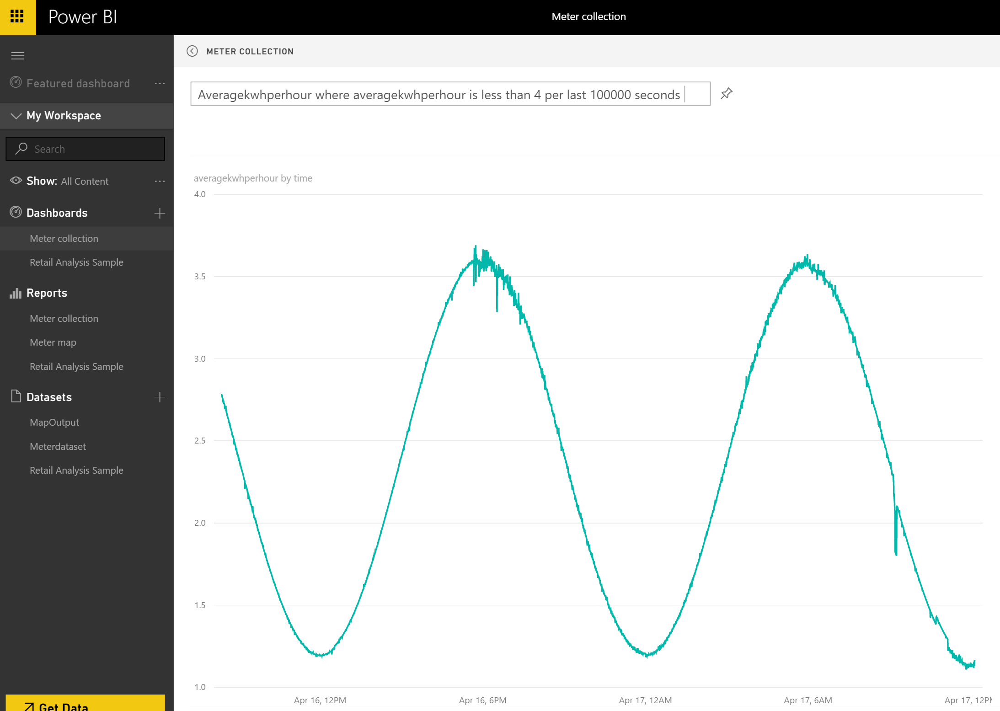 Power BI
Meter collection
METER COLLECTION
Featured dashboard
My Workspace
Search
Show: All Content
Dashboards
Meter collection
Retail Analysis Sample
Reports
Meter collection
Meter map
Retail Analysis Sample
Datasets
MapOutput
Meterdataset
Retail Analysis Sample
Get Data
Averagekwhperhour where averagekwhperhour is less than 4 per last 100000 seconds
averagekwhperhour by time
4.0
3.5
3.0
2.5
2.0
1.5
1.0
Apr 16, 12PM
Apr 16, 6PM
Apr 17, 12AM
Apr 17, 6AM
Apr 17, 12PM